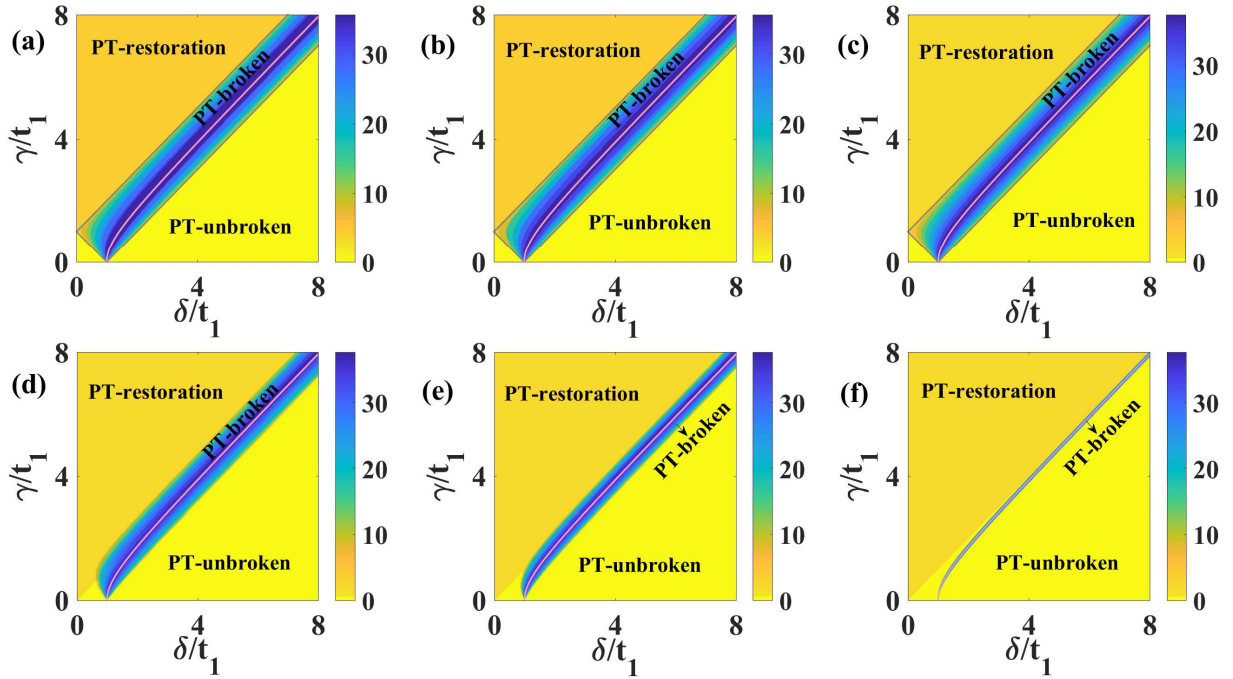 (a)
8
4
0
γ/t1
PT-restoration
PT-broken
PT-unbroken
0 4 8
δ/t1
30
20
10
0
(b)
8
4
0
γ/t1
PT-restoration
PT-broken
PT-unbroken
0 4 8
δ/t1
30
20
10
0
(c)
8
4
0
γ/t1
PT-restoration
PT-broken
PT-unbroken
0 4 8
δ/t1
30
20
10
0
(d)
8
4
0
γ/t1
PT-restoration
PT-broken
PT-unbroken
0 4 8
δ/t1
30
20
10
0
(e)
8
4
0
γ/t1
PT-restoration
PT-broken
PT-unbroken
0 4 8
δ/t1
30
20
10
0
(f)
8
4
0
γ/t1
PT-restoration
PT-broken
PT-unbroken
0 4 8
δ/t1
30
20
10
0